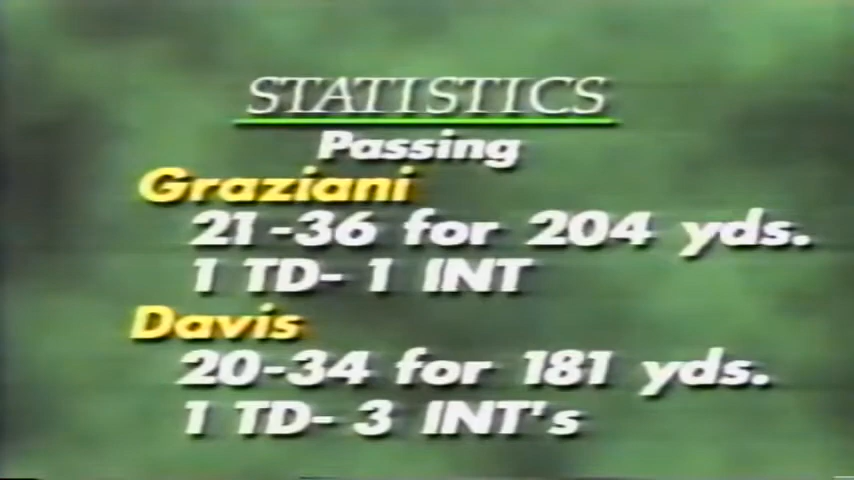 STATISTICS
Passing
Graziani
21-36 for 204 yds.
1 TD- 1 INT
Davis
20-34 for 181 yds.
1 TD- 3 INT's